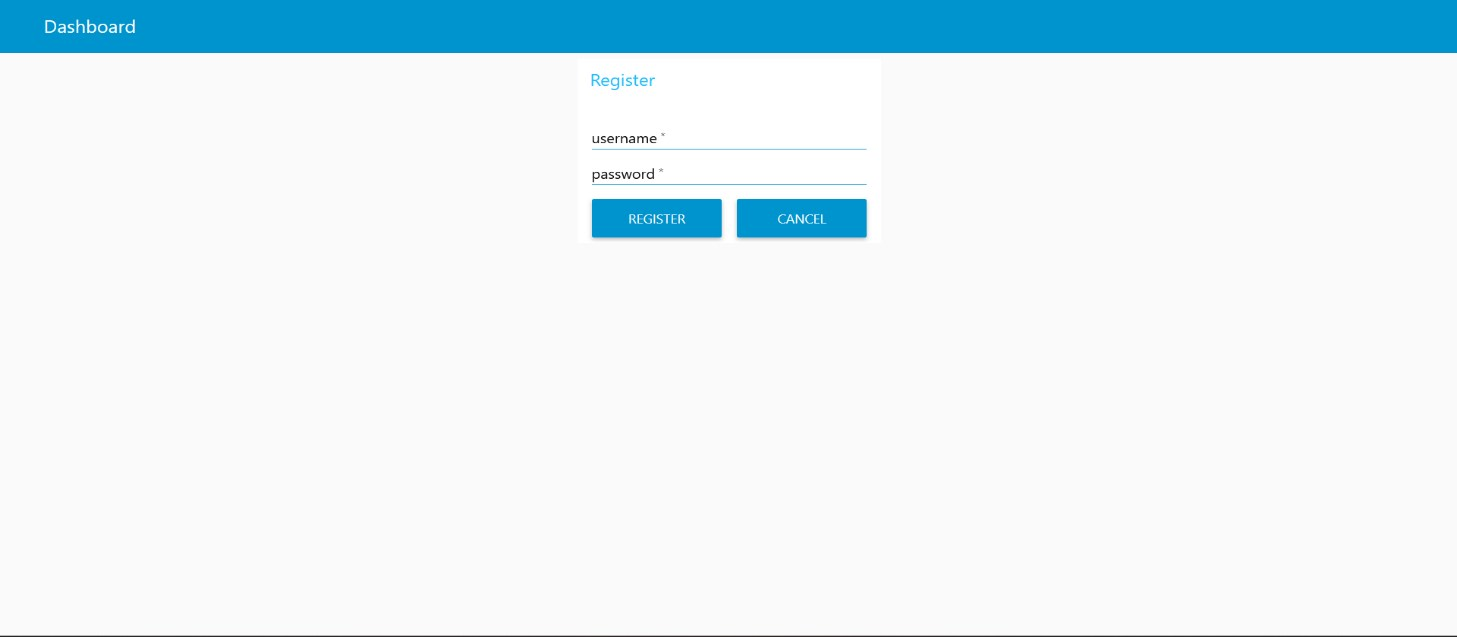 Dashboard
Register
username *
password *
REGISTER CANCEL